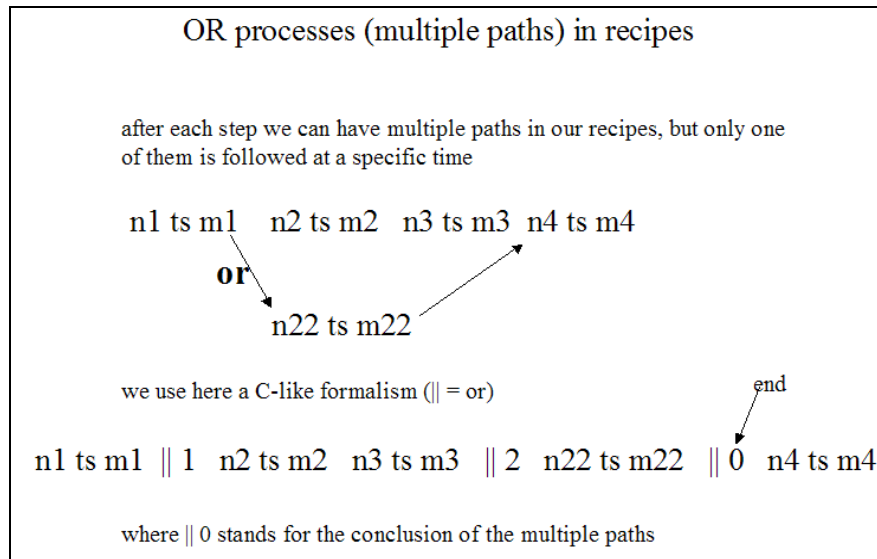 OR processes (multiple paths) in recipes
after each step we can have multiple paths in our recipes, but only one
of them is followed at a specific time
n1 ts m1 n2 ts m2 n3 ts m3 n4 ts m4
or
n22 ts m22
we use here a C-like formalism (|| = or)
end
n1 ts m1 || 1 n2 ts m2 n3 ts m3 || 2 n22 ts m22 || 0 n4 ts m4
where || 0 stands for the conclusion of the multiple paths